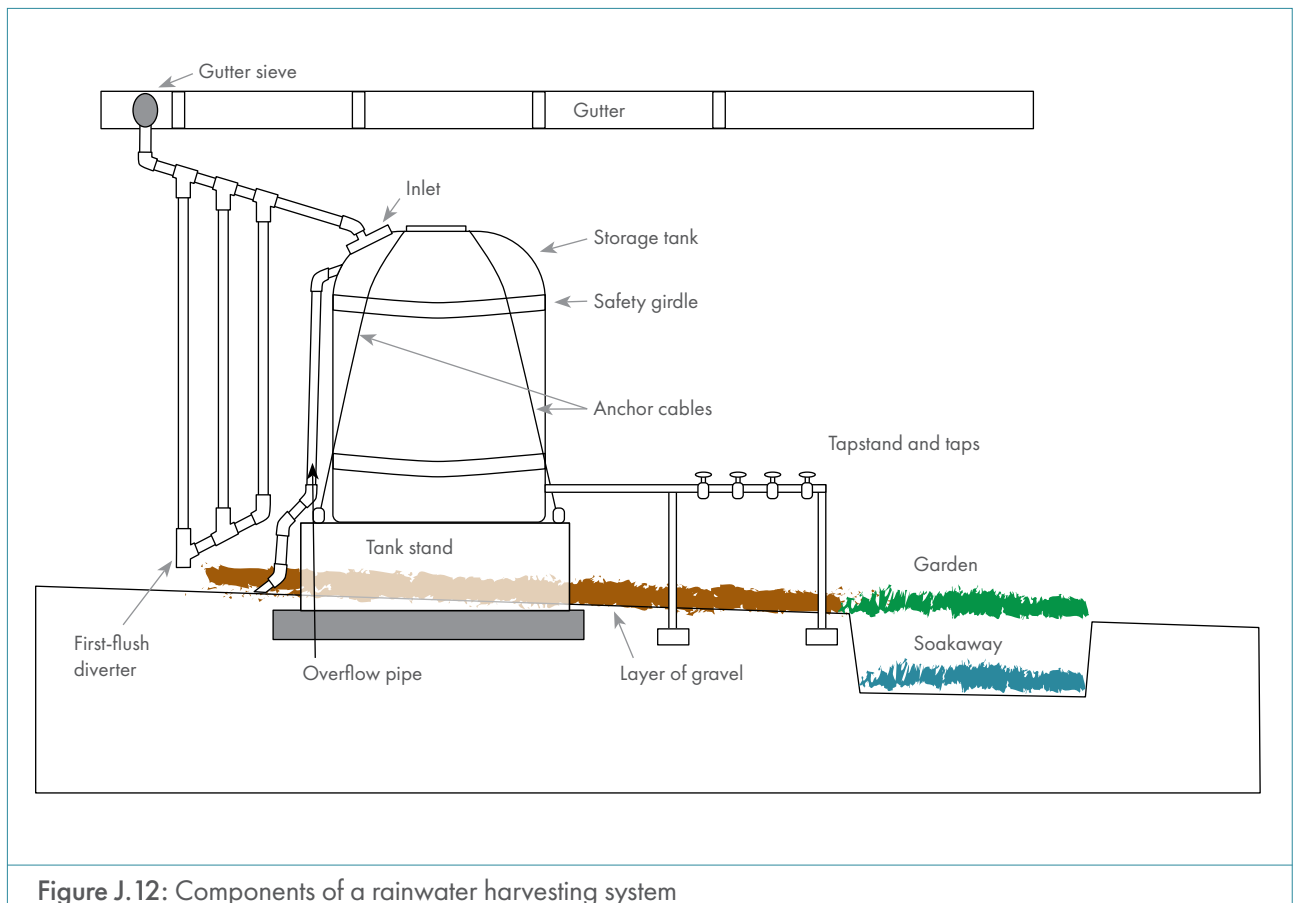 Gutter sieve
Gutter
Inlet
Storage tank
Safety girdle
Anchor cables
Tapstand and taps
Tank stand
Garden
First-flush
diverter
Overflow pipe
Layer of gravel
Soakaway
Figure J.12: Components of a rainwater harvesting system